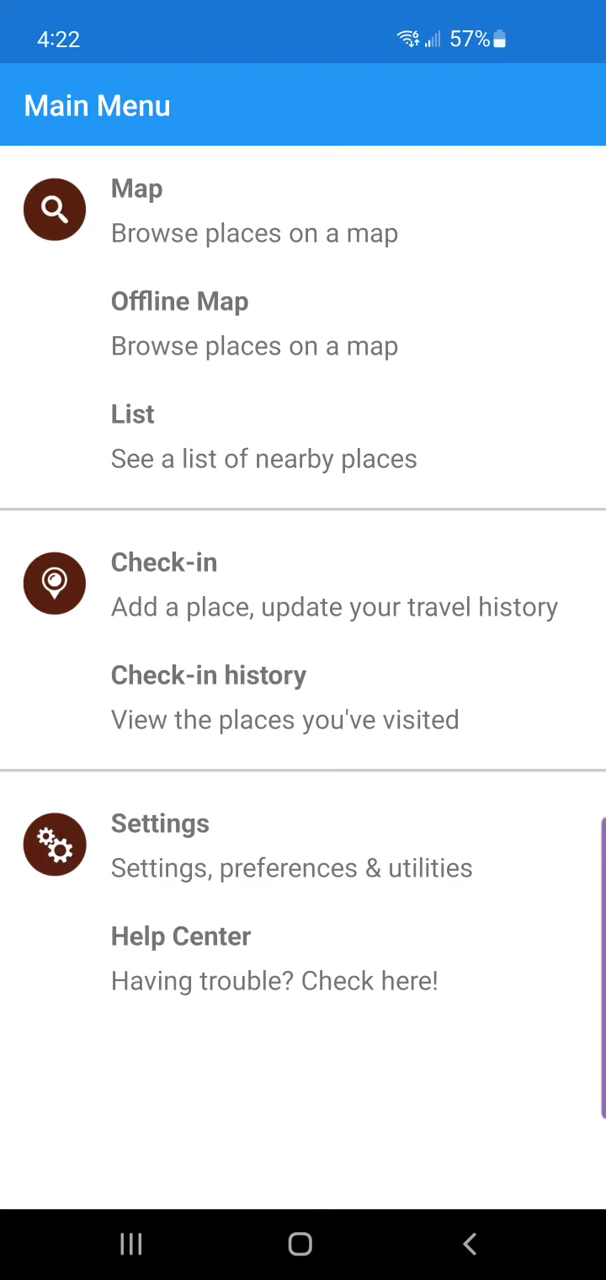 4:22
57%
Main Menu
Map
Browse places on a map
Offline Map
Browse places on a map
List
See a list of nearby places
Check-in
Add a place, update your travel history
Check-in history
View the places you've visited
Settings
Settings, preferences & utilities
Help Center
Having trouble? Check here!